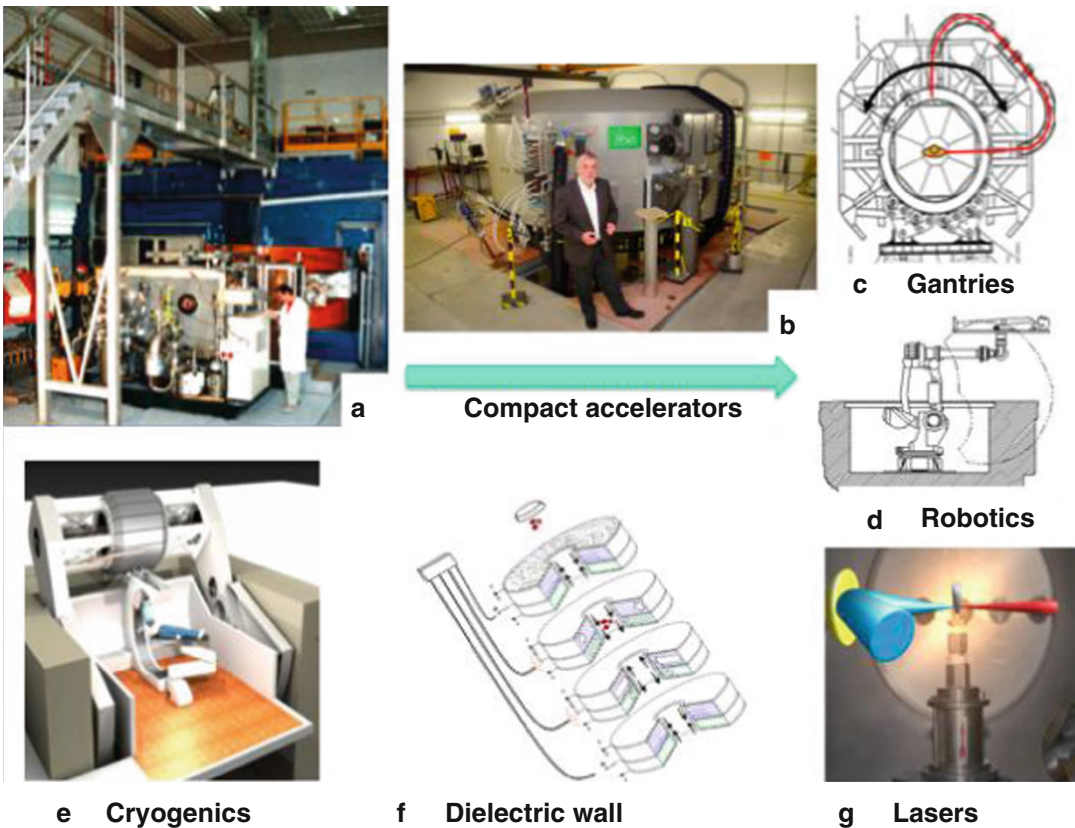 a
b
c Gantries
Compact accelerators
d Robotics
e Cryogenics
f Dielectric wall
g Lasers